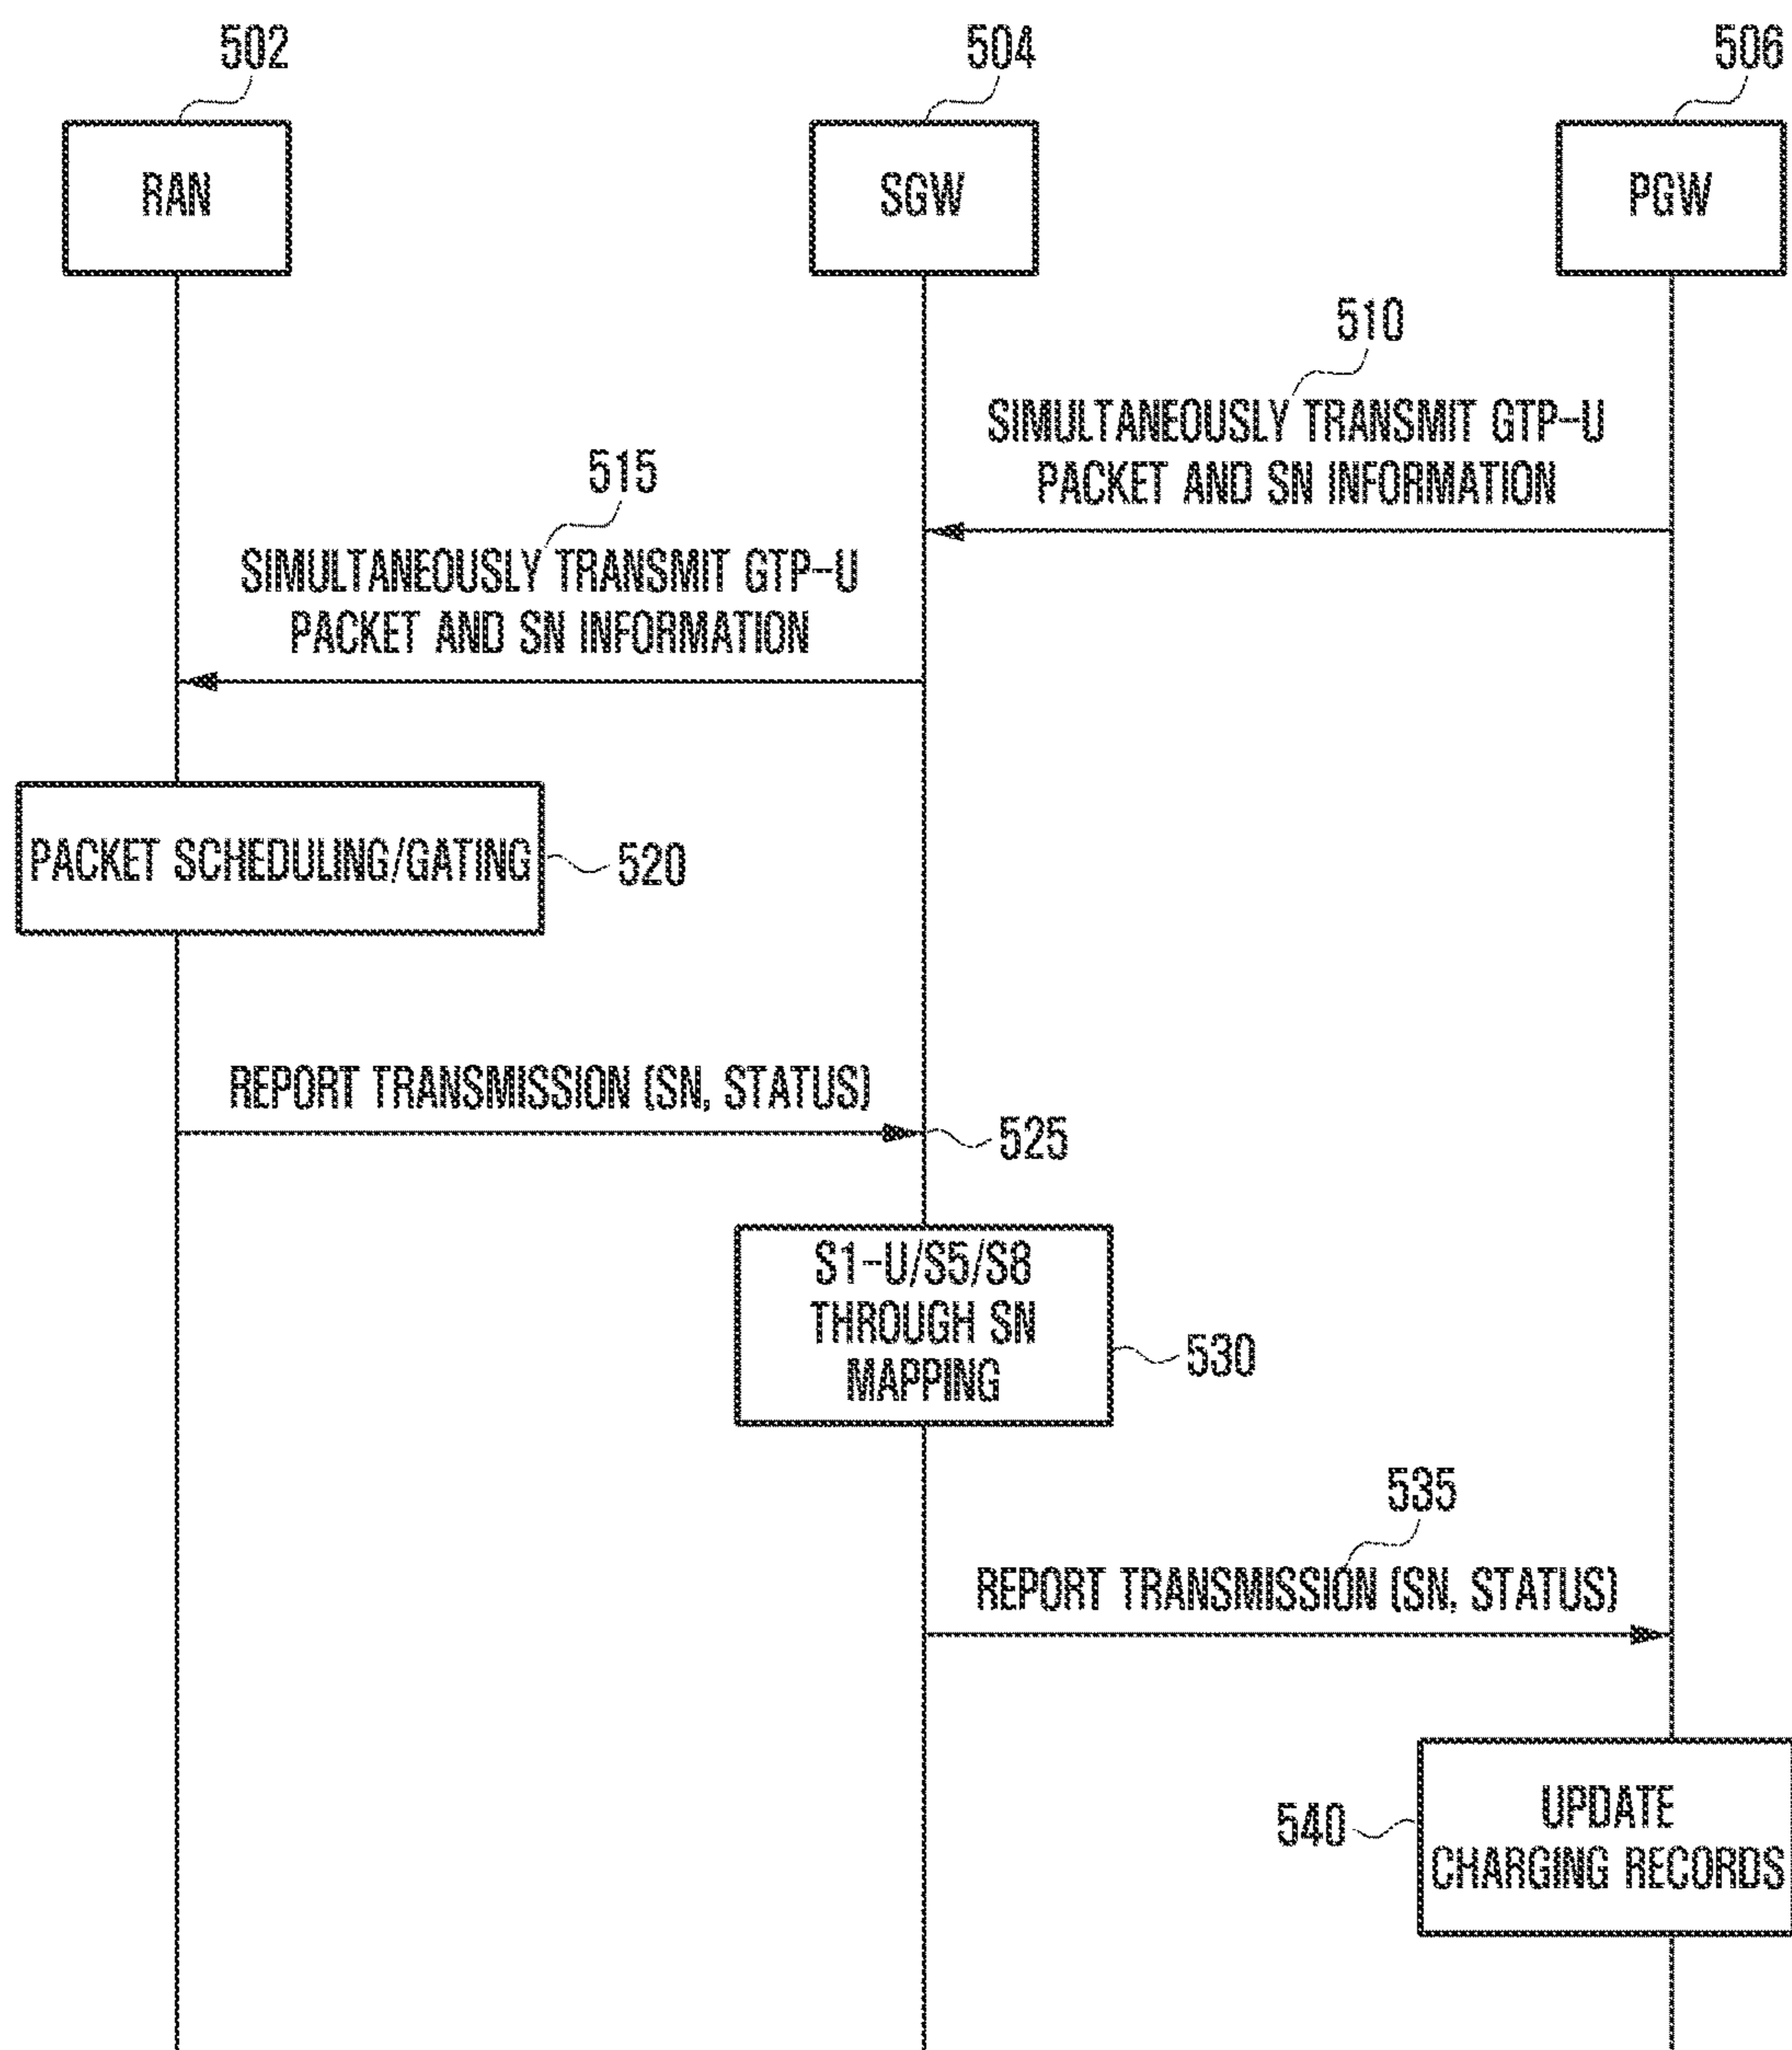 502
504
506
RAN
SGW
PGW
510
SIMULTANEOUSLY TRANSMIT GTP-U
PACKET AND SN INFORMATION
515
SIMULTANEOUSLY TRANSMIT GTP-U
PACKET AND SN INFORMATION
PACKET SCHEDULING/GATING
520
REPORT TRANSMISSION (SN, STATUS)
525
S1-U/S5/S8
THROUGH SN
MAPPING
530
535
REPORT TRANSMISSION (SN, STATUS)
540
UPDATE
CHARGING RECORDS